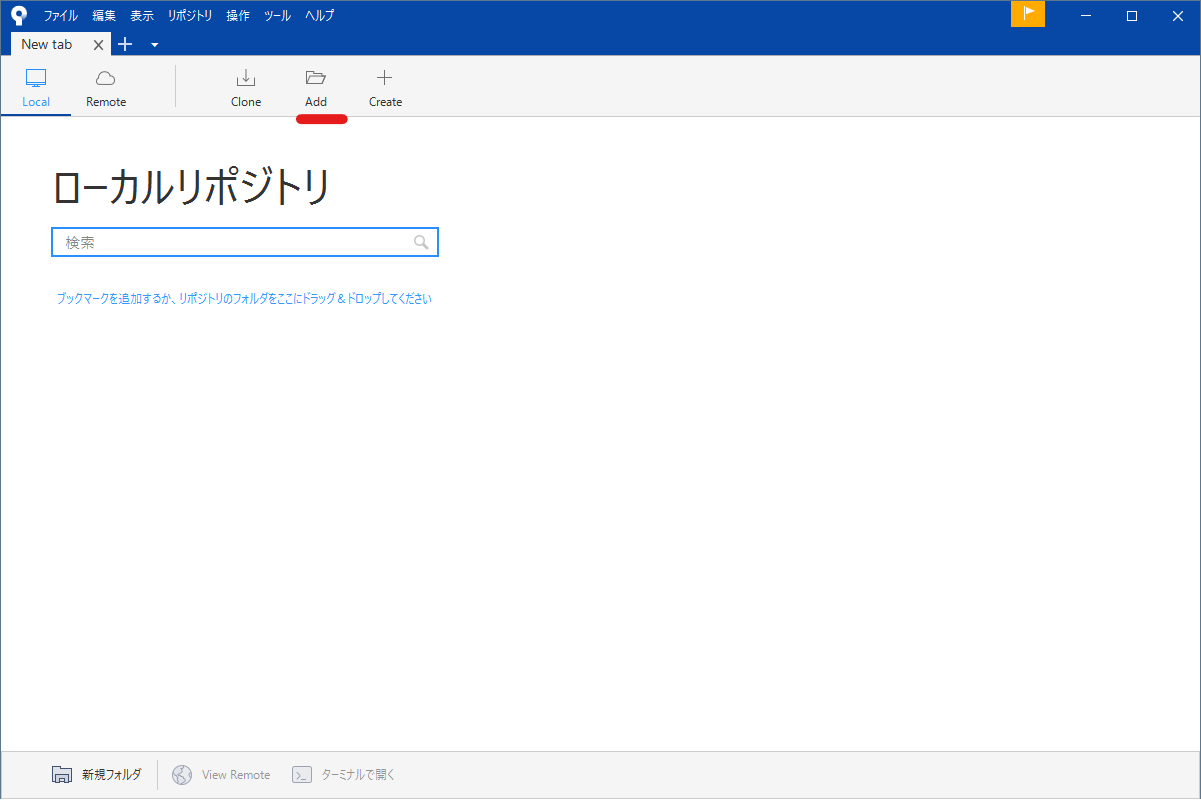 ファイル 編集 表示 リポジトリ 操作 ツール ヘルプ
New tab
Local Remote Clone Add Create
ローカルリポジトリ
検索
ブックマークを追加するか、リポジトリのフォルダをここにドラッグ＆ドロップしてください
新規フォルダ View Remote ターミナルで開く